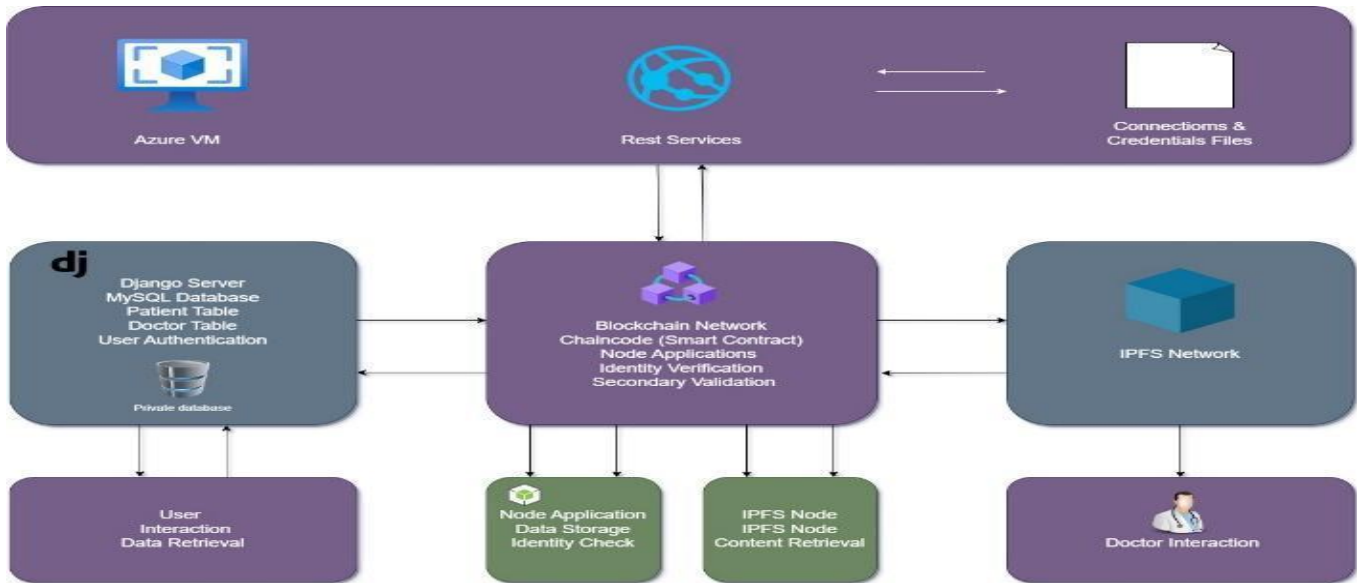 Azure VM
Rest Services
Connectioms &
Credentials Files
dj
Django Server
MySQL Database
Patient Table
Doctor Table
User Authentication
Private database
Blockchain Network
Chaincode (Smart Contract)
Node Applications
Identity Verification
Secondary Validation
IPFS Network
User
Interaction
Data Retrieval
Node Application
Data Storage
Identity Check
IPFS Node
IPFS Node
Content Retrieval
Doctor Interaction